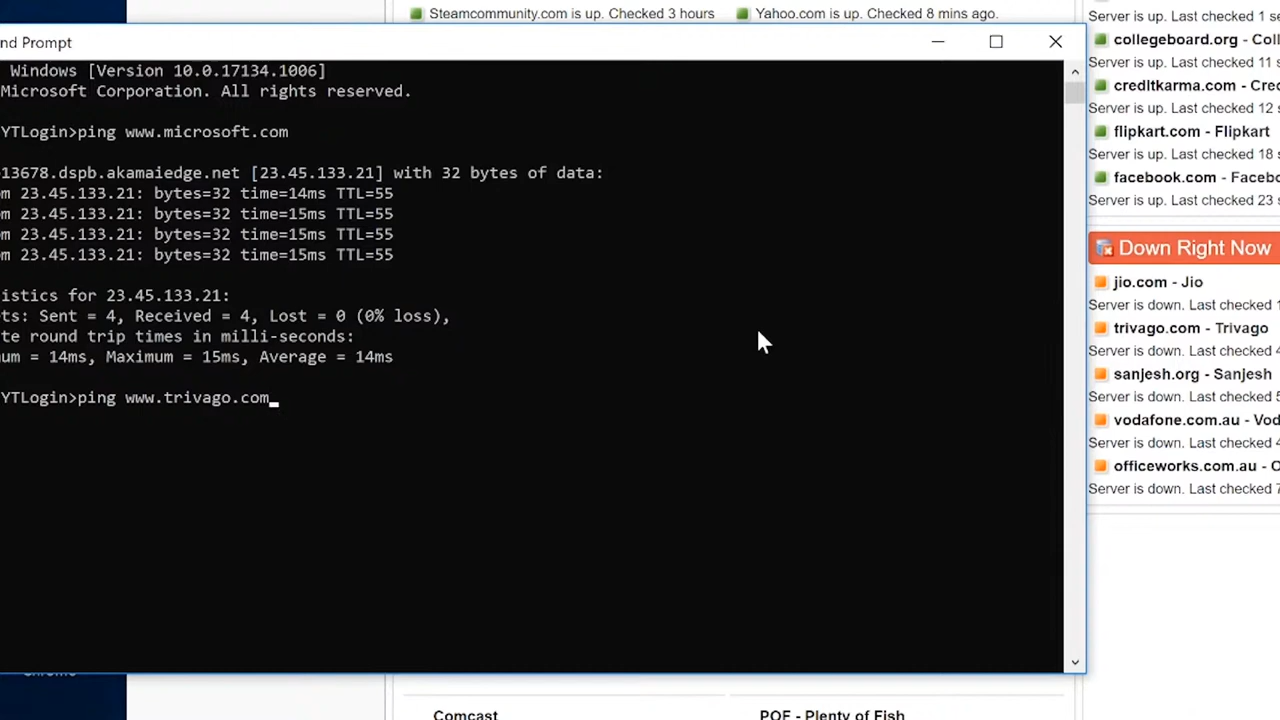 Steamcommunity.com is up. Checked 3 hours
Yahoo.com is up. Checked 8 mins ago.
nd Prompt
Windows [Version 10.0.17134.1006]
Microsoft Corporation. All rights reserved.
YTLogin>ping www.microsoft.com
13678.dspb.akamaiedge.net [23.45.133.21] with 32 bytes of data:
om 23.45.133.21: bytes=32 time=14ms TTL=55
om 23.45.133.21: bytes=32 time=15ms TTL=55
om 23.45.133.21: bytes=32 time=15ms TTL=55
om 23.45.133.21: bytes=32 time=15ms TTL=55
istics for 23.45.133.21:
ts: Sent = 4, Received = 4, Lost = 0 (0% loss),
te round trip times in milli-seconds:
um = 14ms, Maximum = 15ms, Average = 14ms
YTLogin>ping www.trivago.com
Server is up. Last checked 1 s
collegeboard.org - Coll
Server is up. Last checked 11 s
creditkarma.com - Cred
Server is up. Last checked 12 s
flipkart.com - Flipkart
Server is up. Last checked 18 s
facebook.com - Facebo
Server is up. Last checked 23 s
Down Right Now
jio.com - Jio
Server is down. Last checked 1
trivago.com - Trivago
Server is down. Last checked 4
sanjesh.org - Sanjesh
Server is down. Last checked 5
vodafone.com.au - Vod
Server is down. Last checked 4
officeworks.com.au - O
Server is down. Last checked 7
Comcast
POF - Plenty of Fish